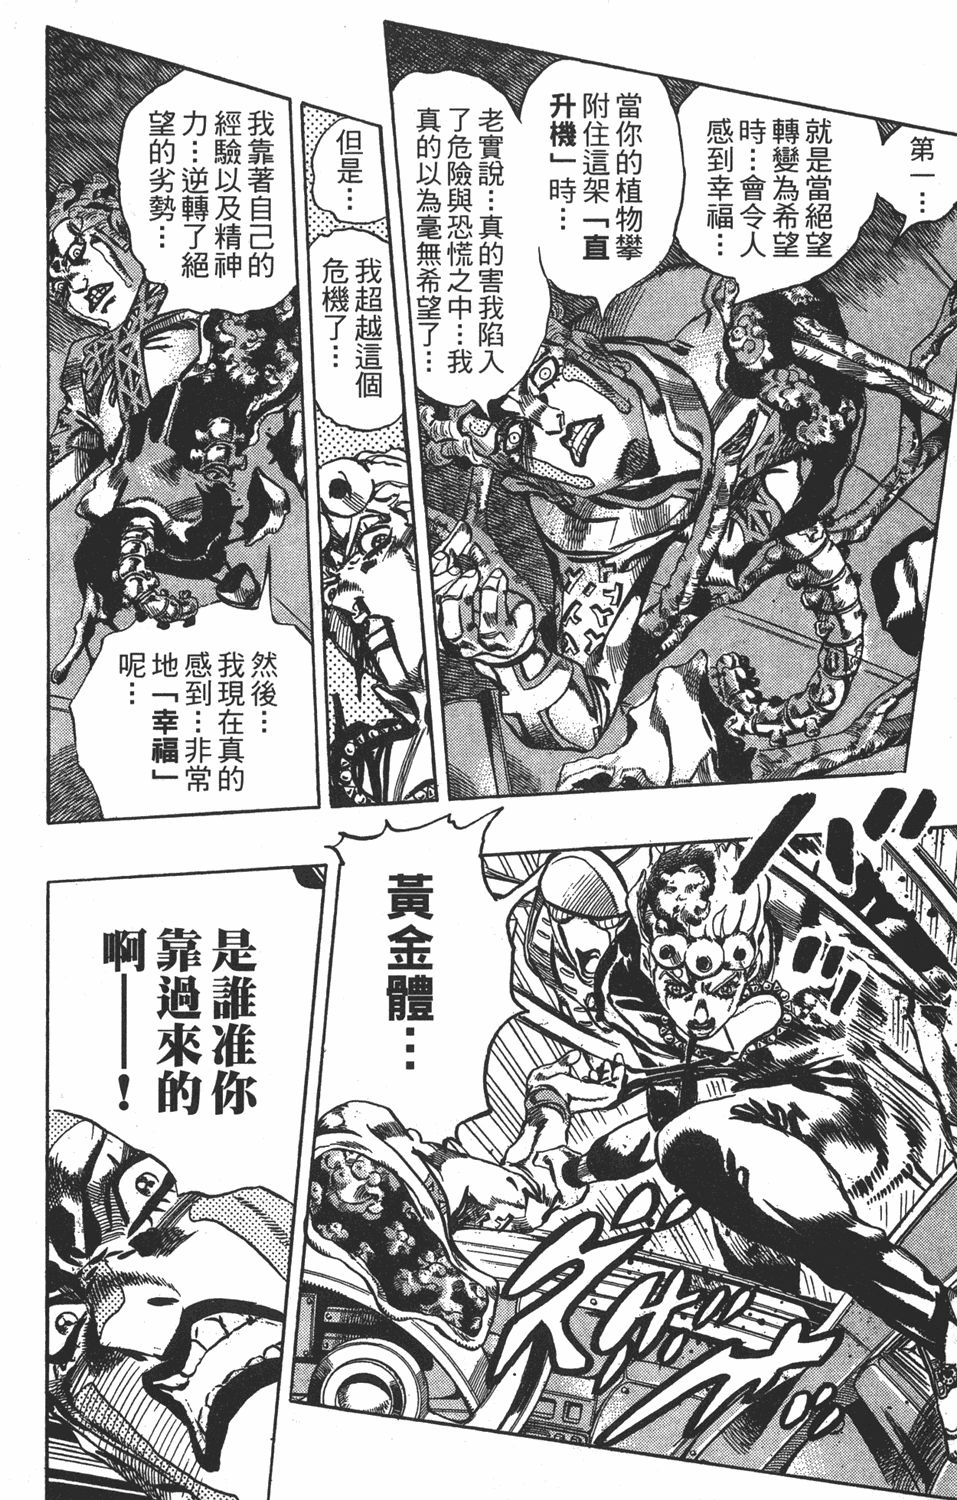 第一…
就是當絕望
轉變為希望
時…會令人
感到幸福…
當你的植物攀
附住這架「直
升機」時…
老實說…真的害我陷入
了危險與恐慌之中…我
真的以為毫無希望了…
但是…
我超越這個
危機了…
我靠著自己的
經驗以及精神
力…逆轉了絕
望的劣勢…
然後…
我現在真的
感到…非常
地「幸福」
呢…
黃金體…
是誰准你
靠過來的
啊——！